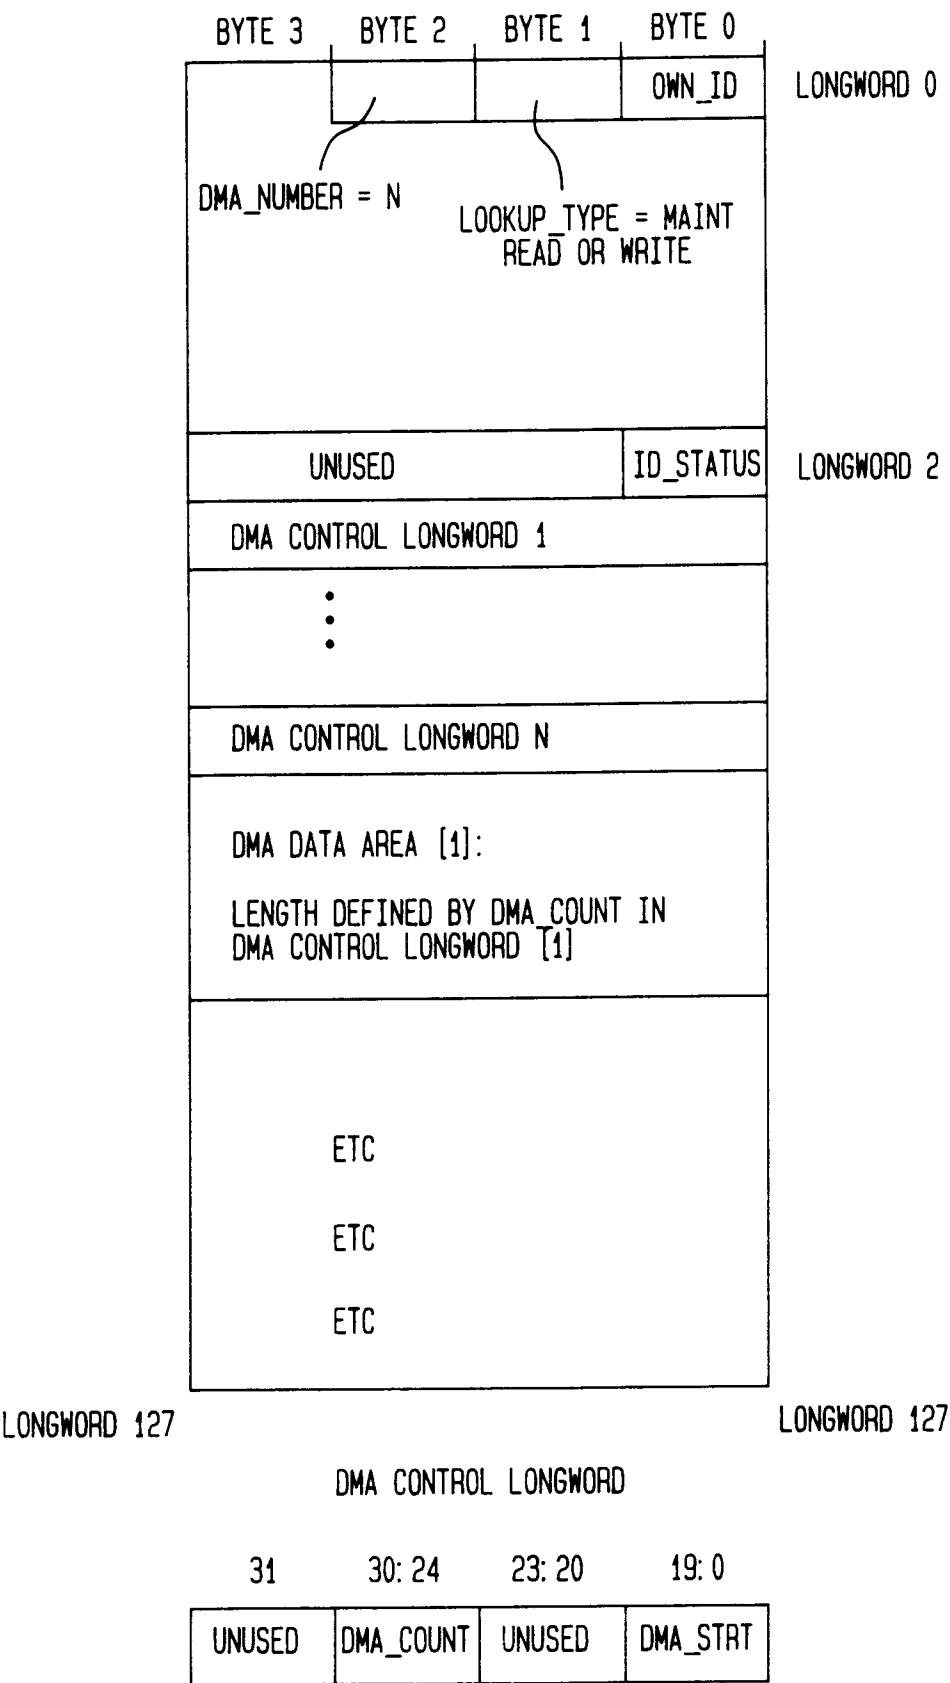 BYTE 3 BYTE 2 BYTE 1 BYTE 0
OWN_ID LONGWORD 0
DMA_NUMBER = N
LOOKUP_TYPE = MAINT
READ OR WRITE
UNUSED ID_STATUS LONGWORD 2
DMA CONTROL LONGWORD 1
DMA CONTROL LONGWORD N
DMA DATA AREA [1]:
LENGTH DEFINED BY DMA_COUNT IN
DMA CONTROL LONGWORD [1]
ETC
ETC
ETC
LONGWORD 127 LONGWORD 127
DMA CONTROL LONGWORD
31 30:24 23:20 19:0
UNUSED DMA_COUNT UNUSED DMA_STRT